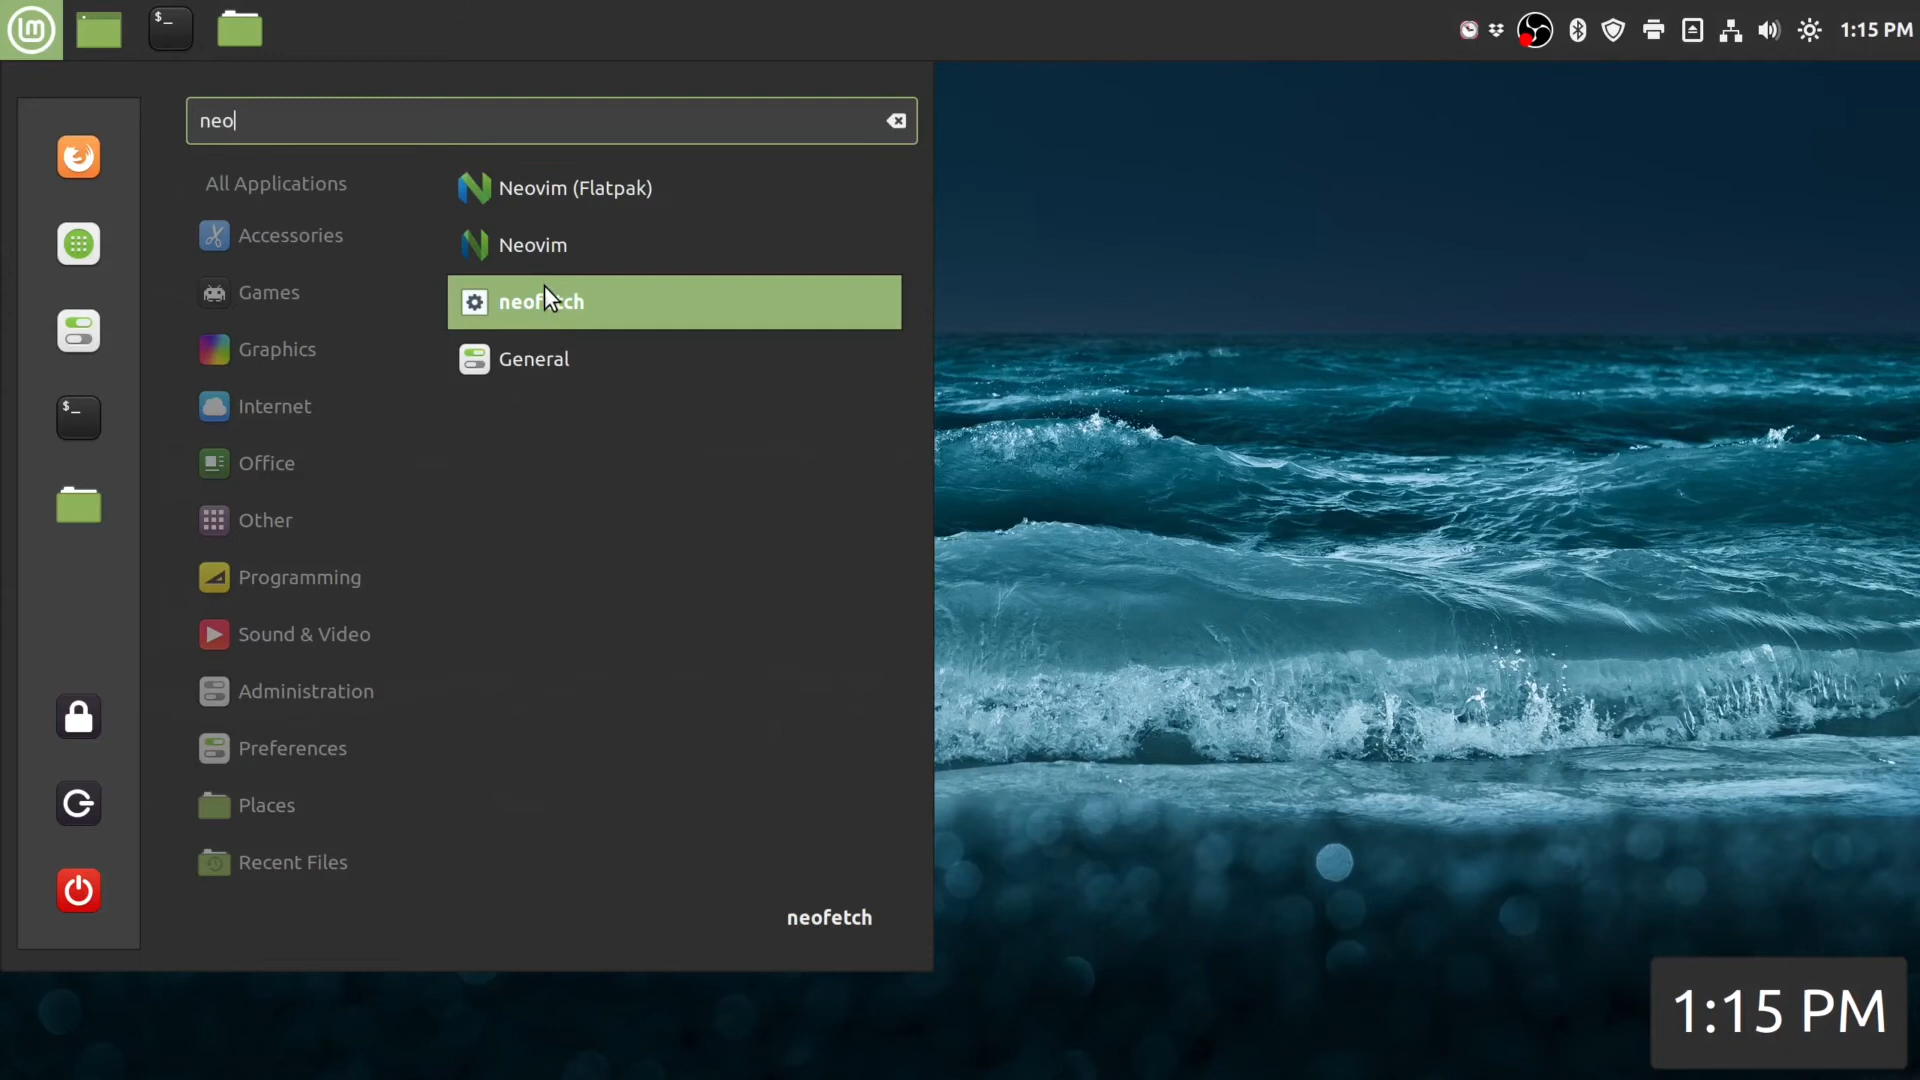 $_
1:15 PM
neo
All Applications
Accessories
Games
Graphics
Internet
Office
Other
Programming
Sound & Video
Administration
Preferences
Places
Recent Files
Neovim (Flatpak)
Neovim
neofetch
General
$_
neofetch
1:15 PM